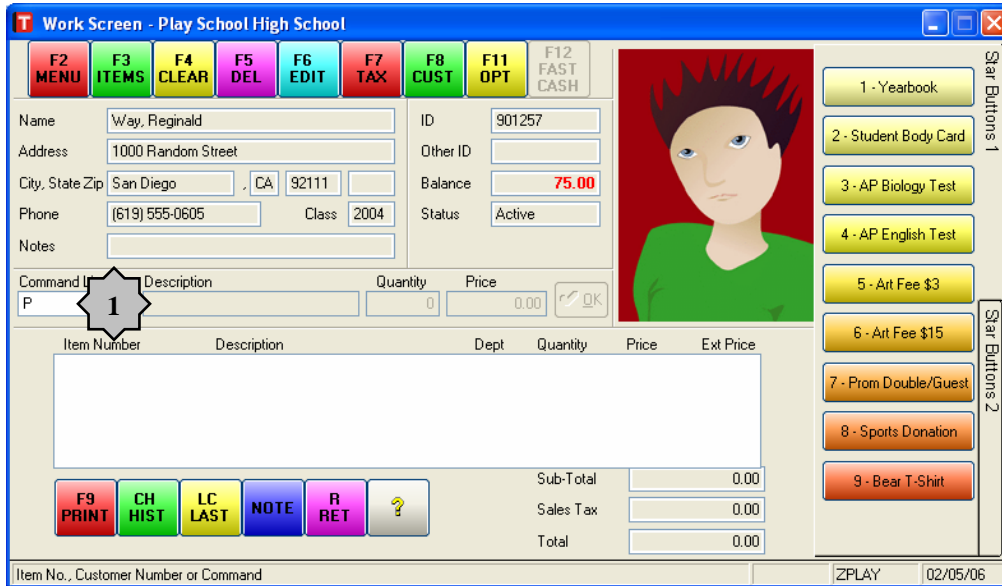 T Work Screen - Play School High School
F2 MENU F3 ITEMS F4 CLEAR F5 DEL F6 EDIT F7 TAX F8 CUST F11 OPT F12 FAST CASH
Name Way, Reginald ID 901257
Address 1000 Random Street Other ID
City, State Zip San Diego , CA 92111 Balance 75.00
Phone (619) 555-0605 Class 2004 Status Active
Notes
Command Description Quantity Price
P 1 0 0.00 OK
Item Number Description Dept Quantity Price Ext Price
F9 PRINT CH HIST LC LAST NOTE R RET ?
Sub-Total 0.00
Sales Tax 0.00
Total 0.00
Star Buttons 1
1 - Yearbook
2 - Student Body Card
3 - AP Biology Test
4 - AP English Test
5 - Art Fee $3
6 - Art Fee $15
7 - Prom Double/Guest
8 - Sports Donation
9 - Bear T-Shirt
Star Buttons 2
Item No., Customer Number or Command ZPLAY 02/05/06